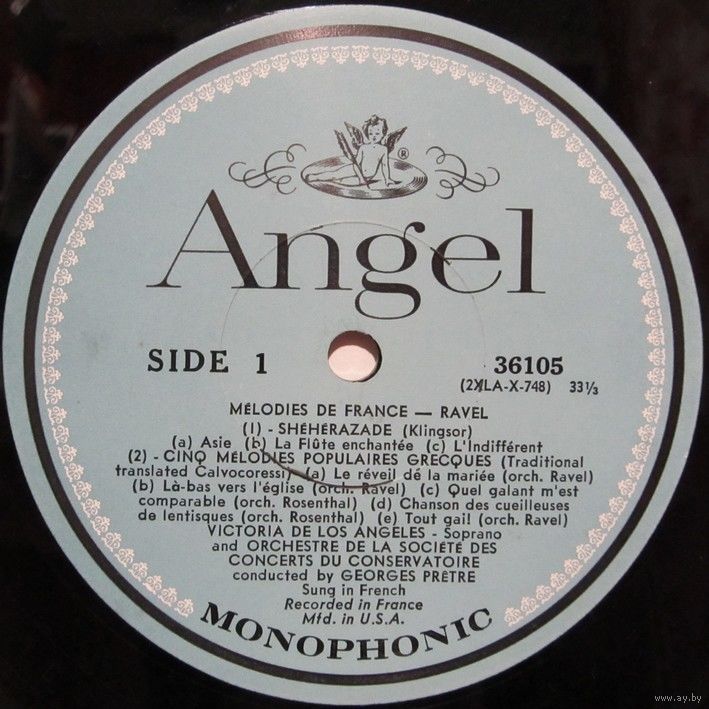 ®
Angel
SIDE 1
36105
(2XLA-X-748) 33⅓
MÉLODIES DE FRANCE — RAVEL
(1) - SHÉHÉRAZADE (Klingsor)
(a) Asie (b) La Flûte enchantée (c) L'Indifférent
(2) - CINQ MÉLODIES POPULAIRES GRECQUES (Traditional
translated Calvocoressi) (a) Le réveil de la mariée (orch. Ravel)
(b) Là-bas vers l'église (orch. Ravel) (c) Quel galant m'est
comparable (orch. Rosenthal) (d) Chanson des cueilleuses
de lentisques (orch. Rosenthal) (e) Tout gai! (orch. Ravel)
VICTORIA DE LOS ANGELES - Soprano
and ORCHESTRE DE LA SOCIÉTÉ DES
CONCERTS DU CONSERVATOIRE
conducted by GEORGES PRÊTRE
Sung in French
Recorded in France
Mfd. in U.S.A.
MONOPHONIC
www.ay.by